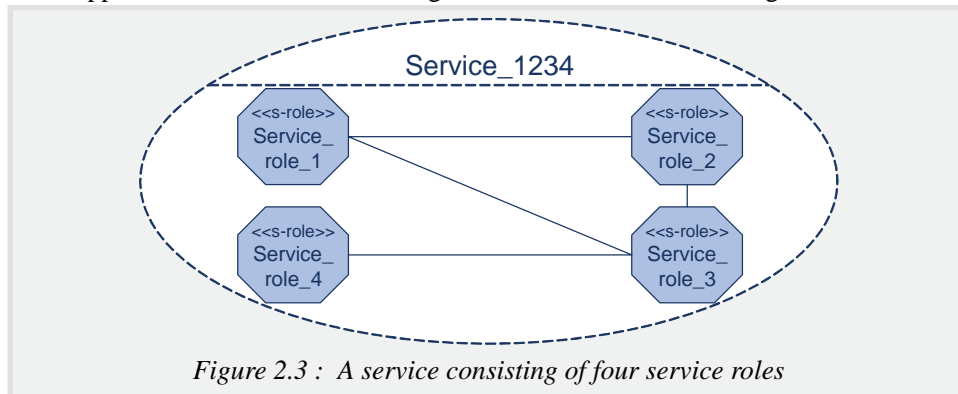 Service_1234
<<s-role>>
Service_
role_1
<<s-role>>
Service_
role_2
<<s-role>>
Service_
role_4
<<s-role>>
Service_
role_3
Figure 2.3 : A service consisting of four service roles